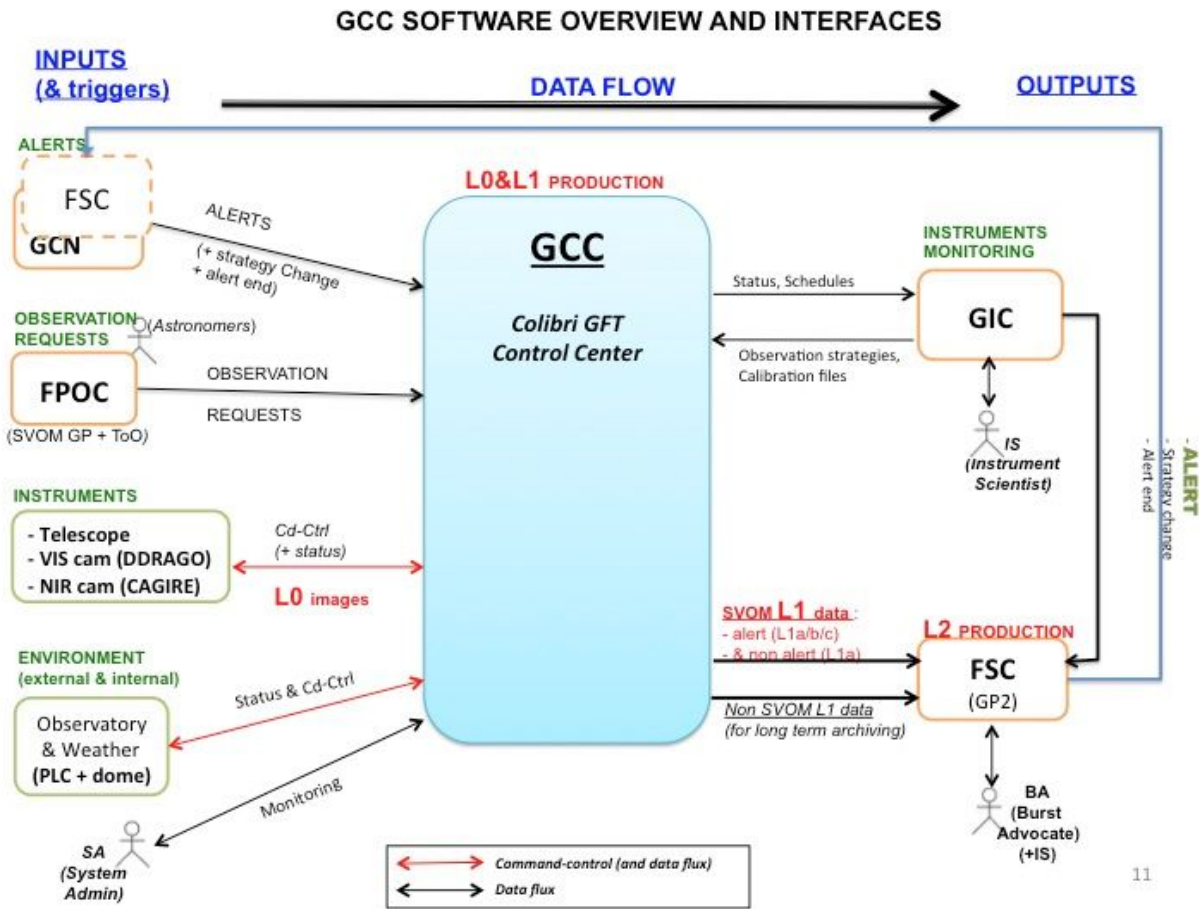 GCC SOFTWARE OVERVIEW AND INTERFACES
INPUTS
(& triggers)
DATA FLOW
OUTPUTS
ALERTS
FSC
GCN
ALERTS
(+ strategy Change
+ alert end)
OBSERVATION
REQUESTS
(Astronomers)
FPOC
(SVOM GP + ToO)
OBSERVATION
REQUESTS
INSTRUMENTS
- Telescope
- VIS cam (DDRAGO)
- NIR cam (CAGIRE)
Cd-Ctrl
(+ status)
L0 images
ENVIRONMENT
(external & internal)
Observatory
& Weather
(PLC + dome)
Status & Cd-Ctrl
Monitoring
SA
(System
Admin)
L0&L1 PRODUCTION
GCC
Colibri GFT
Control Center
Status, Schedules
Observation strategies,
Calibration files
INSTRUMENTS
MONITORING
GIC
IS
(Instrument
Scientist)
- ALERT
- Strategy change
- Alert end
SVOM L1 data :
- alert (L1a/b/c)
- & non alert (L1a)
Non SVOM L1 data
(for long term archiving)
L2 PRODUCTION
FSC
(GP2)
BA
(Burst
Advocate)
(+IS)
Command-control (and data flux)
Data flux
11